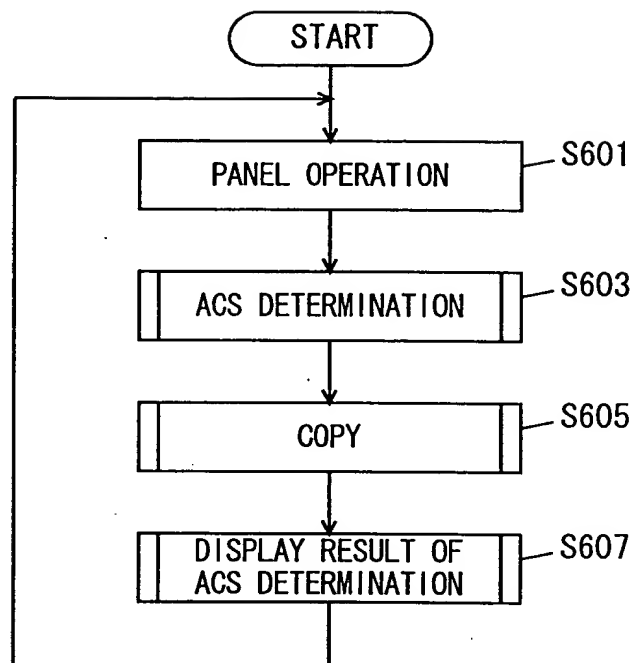 START
PANEL OPERATION
S601
ACS DETERMINATION
S603
COPY
S605
DISPLAY RESULT OF
ACS DETERMINATION
S607